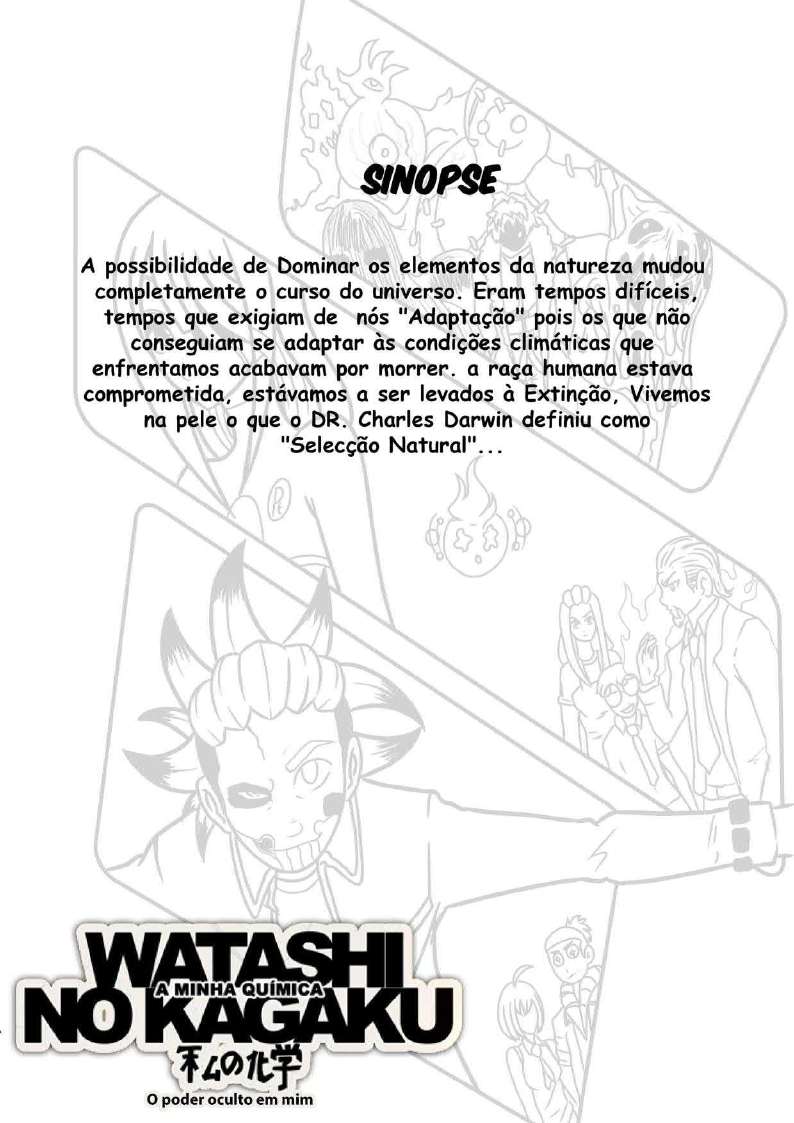 SINOPSE
A possibilidade de Dominar os elementos da natureza mudou
completamente o curso do universo. Eram tempos difíceis,
tempos que exigiam de nós "Adaptação" pois os que não
conseguiam se adaptar às condições climáticas que
enfrentamos acabavam por morrer. a raça humana estava
comprometida, estávamos a ser levados à Extinção, Vivemos
na pele o que o DR. Charles Darwin definiu como
"Selecção Natural"...
WATASHI
A MINHA QUÍMICA
NO KAGAKU
私の化学
O poder oculto em mim